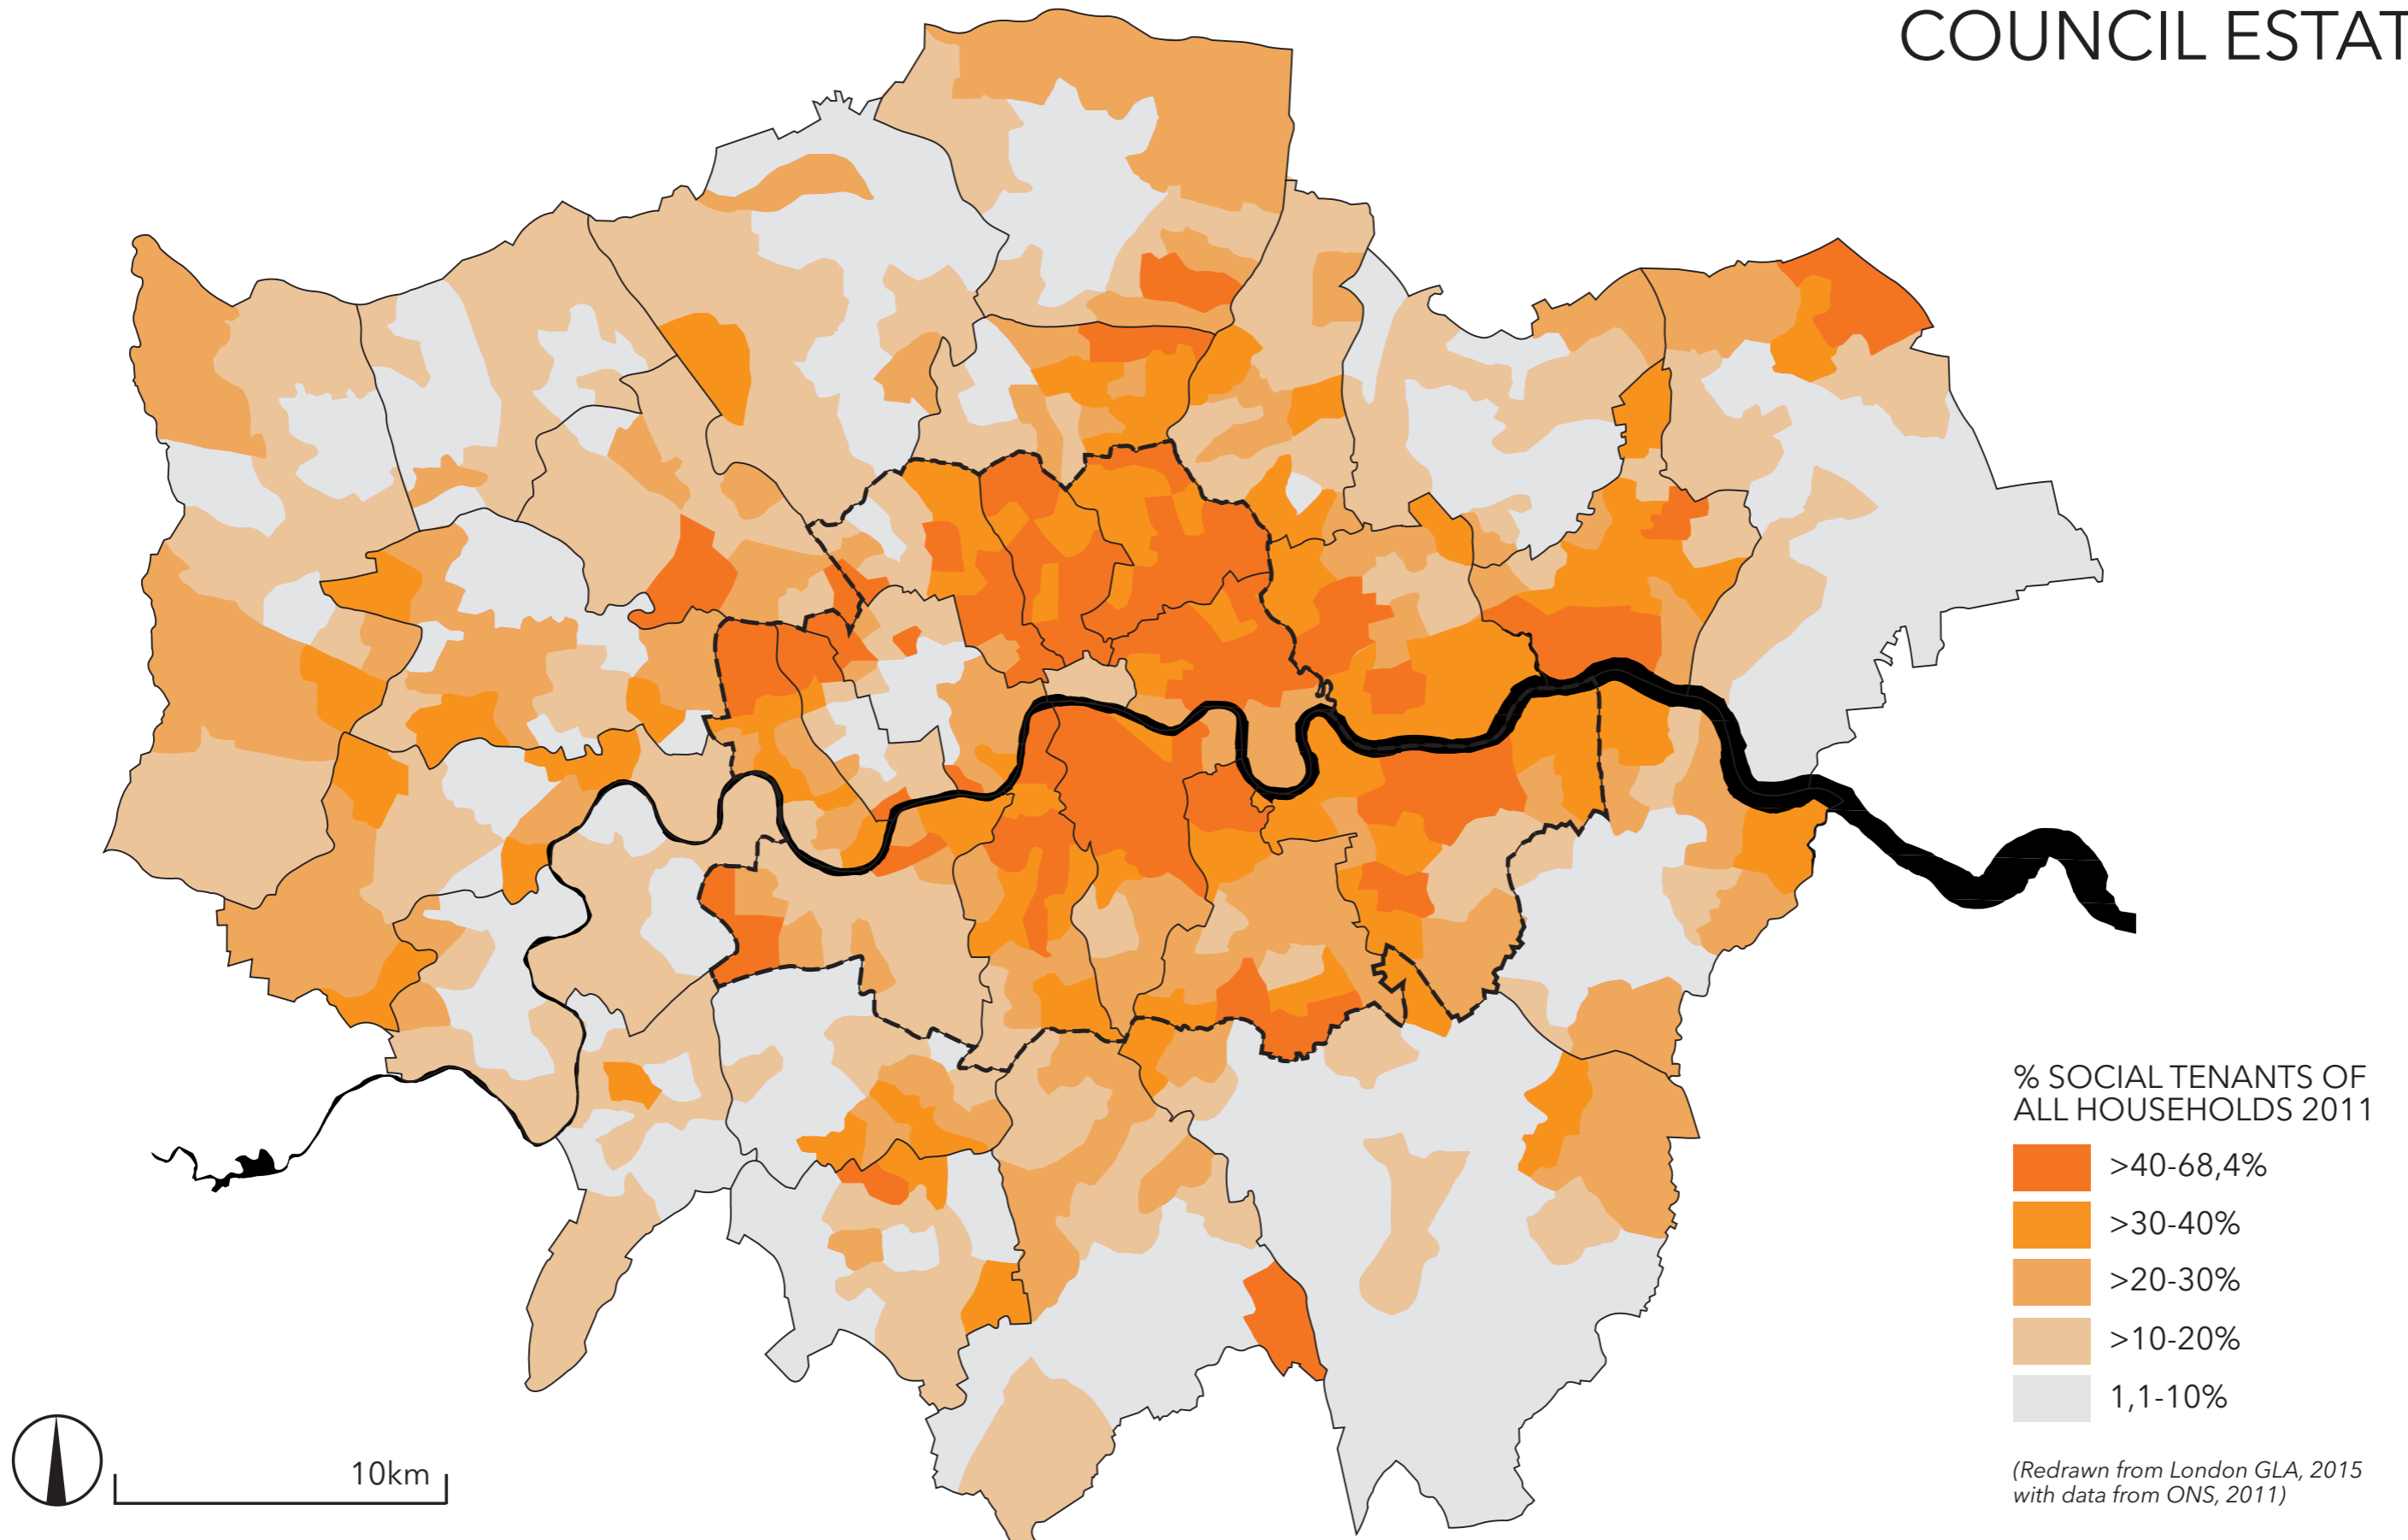 COUNCIL ESTAT
% SOCIAL TENANTS OF
ALL HOUSEHOLDS 2011
>40-68,4%
>30-40%
>20-30%
>10-20%
1,1-10%
(Redrawn from London GLA, 2015
with data from ONS, 2011)
10km